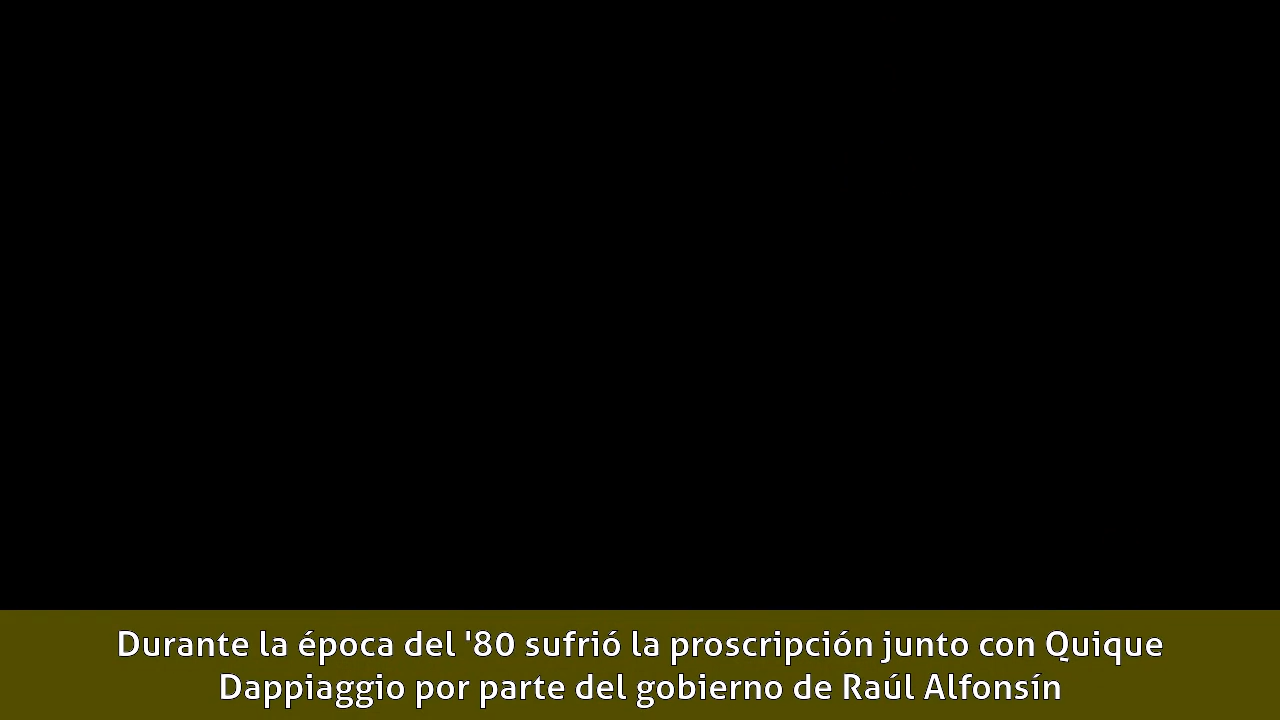 Durante la época del '80 sufrió la proscripción junto con Quique
Dappiaggio por parte del gobierno de Raúl Alfonsín